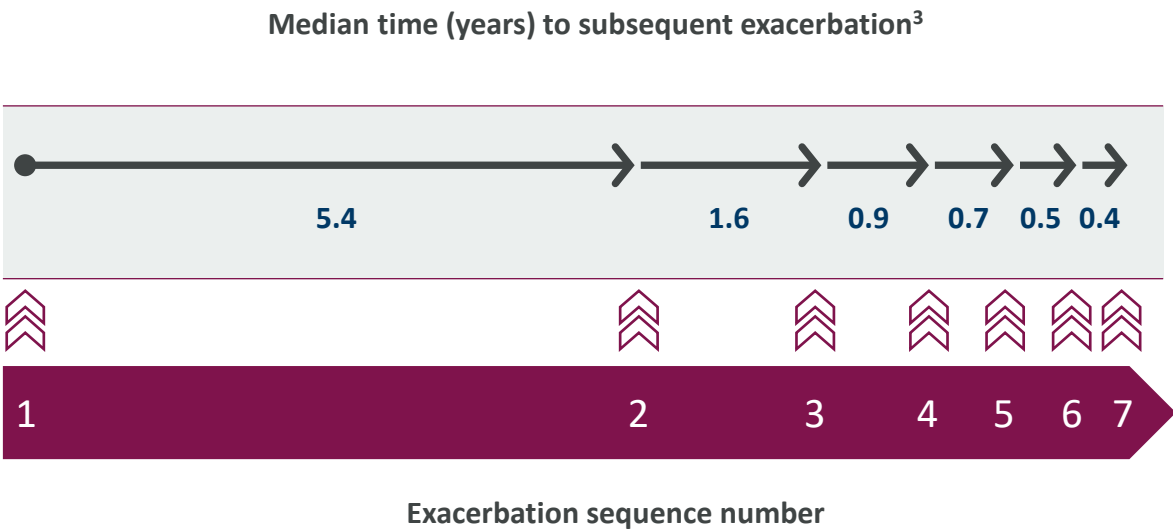 Median time (years) to subsequent exacerbation³
5.4 1.6 0.9 0.7 0.5 0.4
1 2 3 4 5 6 7
Exacerbation sequence number